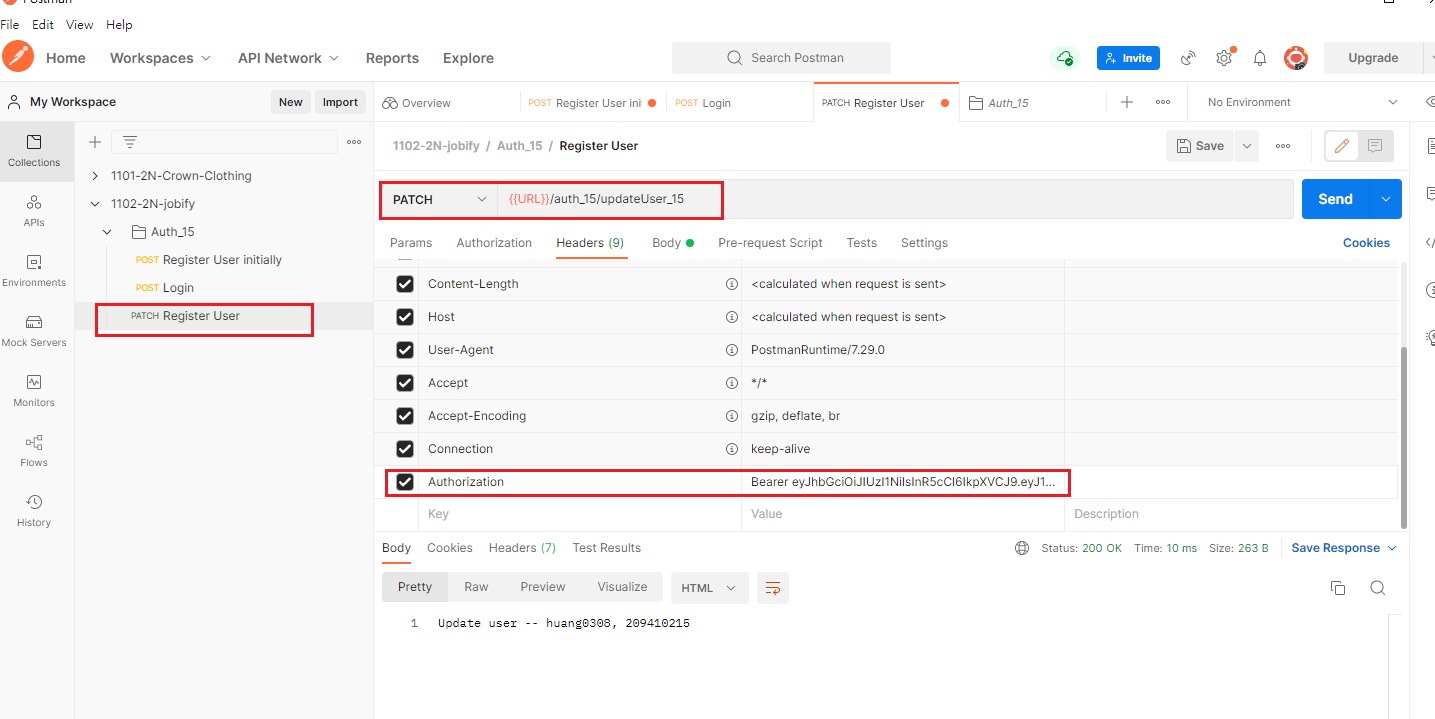 Postman
File Edit View Help
Home Workspaces API Network Reports Explore Search Postman Invite Upgrade
My Workspace New Import Overview POST Register User ini POST Login PATCH Register User Auth_15 No Environment
Collections
APIs
Environments
Mock Servers
Monitors
Flows
History
1101-2N-Crown-Clothing
1102-2N-jobify
Auth_15
POST Register User initially
POST Login
PATCH Register User
1102-2N-jobify / Auth_15 / Register User Save
PATCH {{URL}}/auth_15/updateUser_15 Send
Params Authorization Headers (9) Body Pre-request Script Tests Settings Cookies
Content-Length <calculated when request is sent>
Host <calculated when request is sent>
User-Agent PostmanRuntime/7.29.0
Accept */*
Accept-Encoding gzip, deflate, br
Connection keep-alive
Authorization Bearer eyJhbGciOiJIUzI1NiIsInR5cCI6IkpXVCJ9.eyJ1...
Key Value Description
Body Cookies Headers (7) Test Results Status: 200 OK Time: 10 ms Size: 263 B Save Response
Pretty Raw Preview Visualize HTML
1 Update user -- huang0308, 209410215